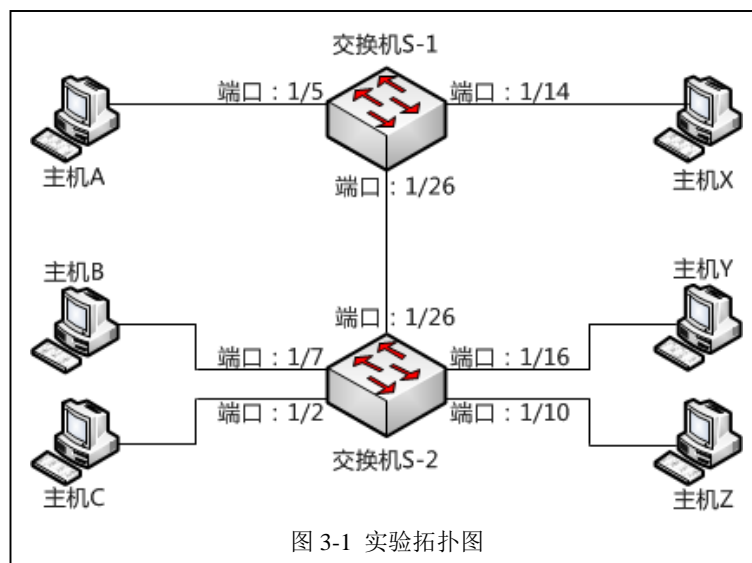 交换机S-1
端口：1/5
端口：1/14
主机A
主机X
端口：1/26
主机B
主机Y
端口：1/26
端口：1/7
端口：1/16
端口：1/2
端口：1/10
主机C
交换机S-2
主机Z
图 3-1 实验拓扑图